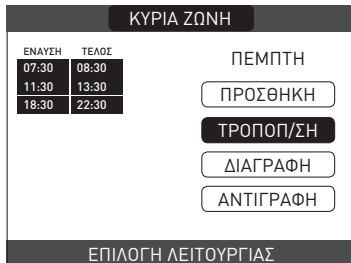 ΚΥΡΙΑ ΖΩΝΗ
ΕΝΑΥΣΗ ΤΕΛΟΣ
07:30 08:30
11:30 13:30
18:30 22:30
ΠΕΜΠΤΗ
ΠΡΟΣΘΗΚΗ
ΤΡΟΠΟΠ/ΣΗ
ΔΙΑΓΡΑΦΗ
ΑΝΤΙΓΡΑΦΗ
ΕΠΙΛΟΓΗ ΛΕΙΤΟΥΡΓΙΑΣ